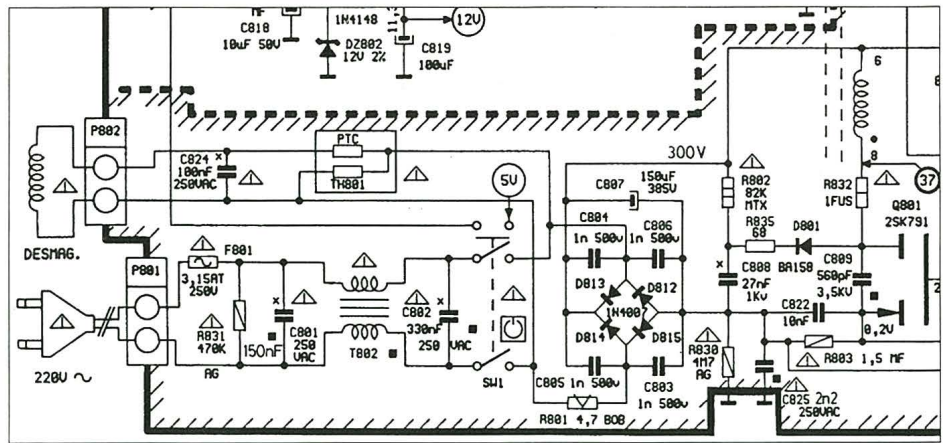 MF
C818
10uF 50V
1N4148
DZ802
12V 2%
11,
12V
C819
100uF
P802
C824
100nF
250VAC
PTC
TH801
5V
DESMAG.
P801
F801
3,15AT
250V
R831
470K
AG
150nF
C801
250
VAC
T802
C802
330nF
250
VAC
SW1
220V ~
300V
C807
150uF
385V
C804
1n 500v
C806
1n 500v
D813
D812
1N400
D814
D815
C805
1n 500v
C803
1n 500v
R801 4,7 BOB
R802
82K
MTX
R835
68
D801
BA158
C808
27nF
1Kv
R830
4M7
AG
C822
10nF
C809
560pF
3,5KV
R832
1FUS
6
8
37
Q801
2SK791
0,2V
R803 1,5 MF
C825 2n2
250VAC
8
2